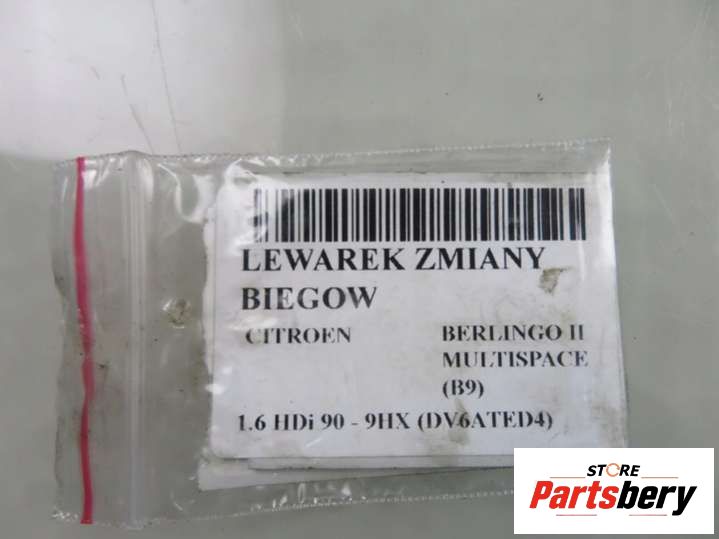 LEWAREK ZMIANY
BIEGOW
CITROEN BERLINGO II
MULTISPACE
(B9)
1.6 HDi 90 - 9HX (DV6ATED4)
STORE
Partsbery